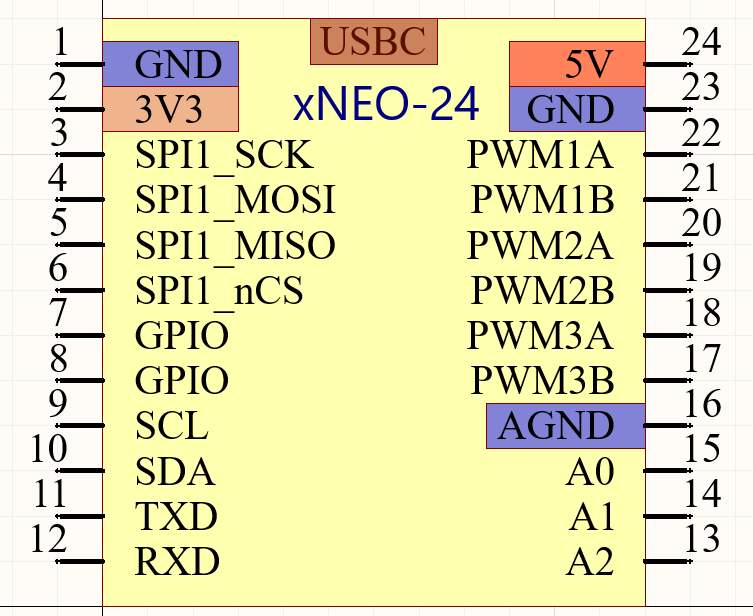 USBC
1 GND 5V 24
2 3V3 xNEO-24 GND 23
3 SPI1_SCK PWM1A 22
4 SPI1_MOSI PWM1B 21
5 SPI1_MISO PWM2A 20
6 SPI1_nCS PWM2B 19
7 GPIO PWM3A 18
8 GPIO PWM3B 17
9 SCL AGND 16
10 SDA A0 15
11 TXD A1 14
12 RXD A2 13